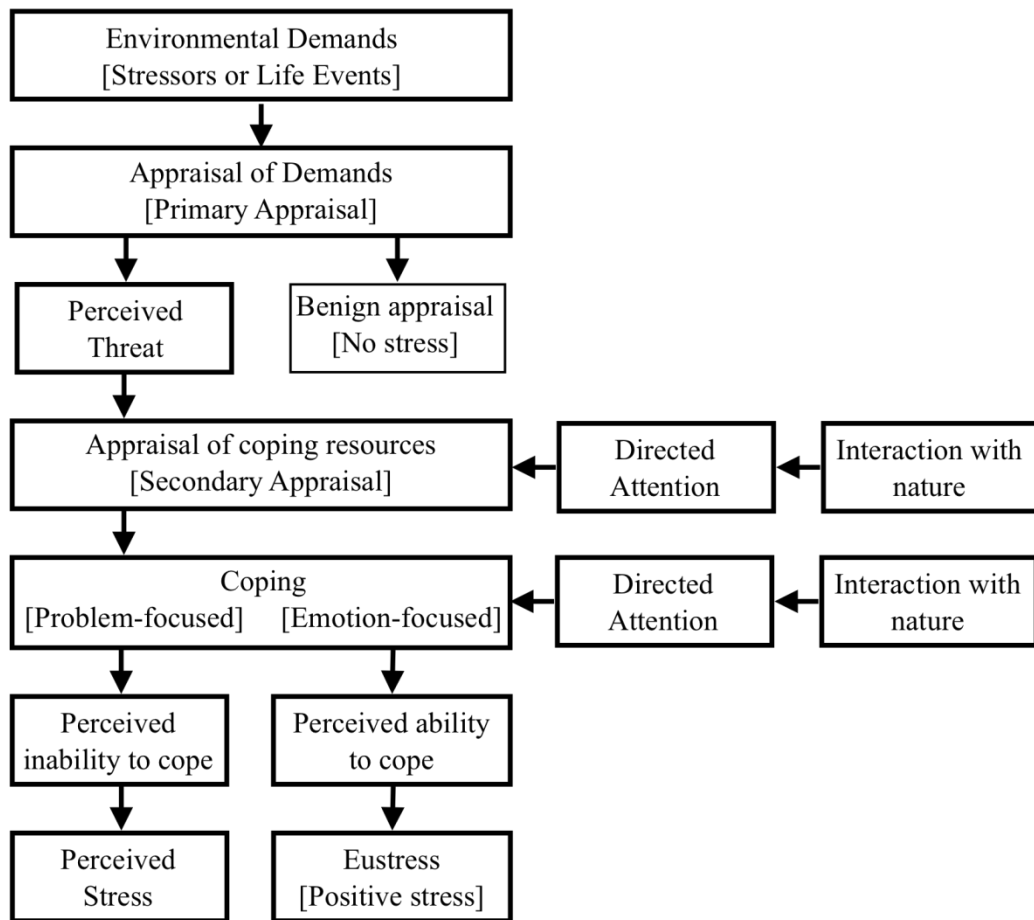 Environmental Demands
[Stressors or Life Events]
Appraisal of Demands
[Primary Appraisal]
Perceived
Threat
Benign appraisal
[No stress]
Appraisal of coping resources
[Secondary Appraisal]
Directed
Attention
Interaction with
nature
Coping
[Problem-focused] [Emotion-focused]
Directed
Attention
Interaction with
nature
Perceived
inability to cope
Perceived ability
to cope
Perceived
Stress
Eustress
[Positive stress]